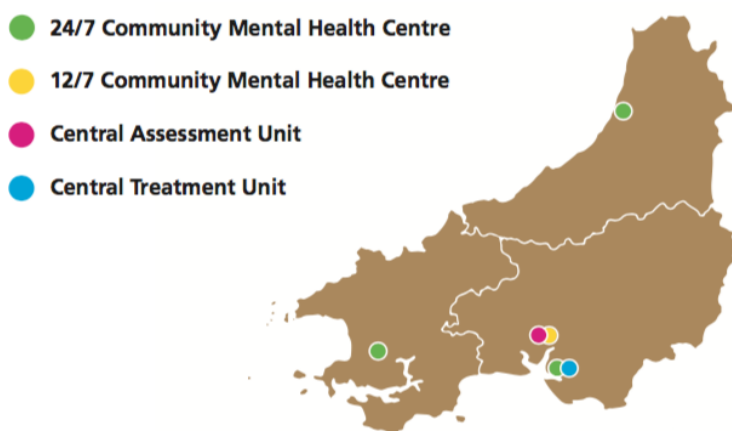 24/7 Community Mental Health Centre
12/7 Community Mental Health Centre
Central Assessment Unit
Central Treatment Unit